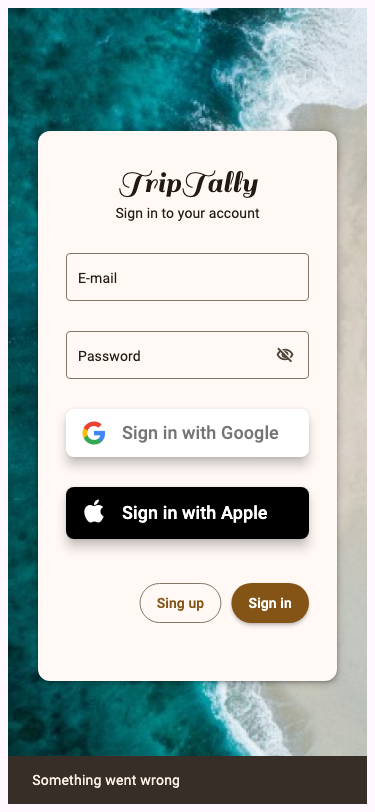 TripTally
Sign in to your account
E-mail
Password
Sign in with Google
Sign in with Apple
Sing up
Sign in
Something went wrong